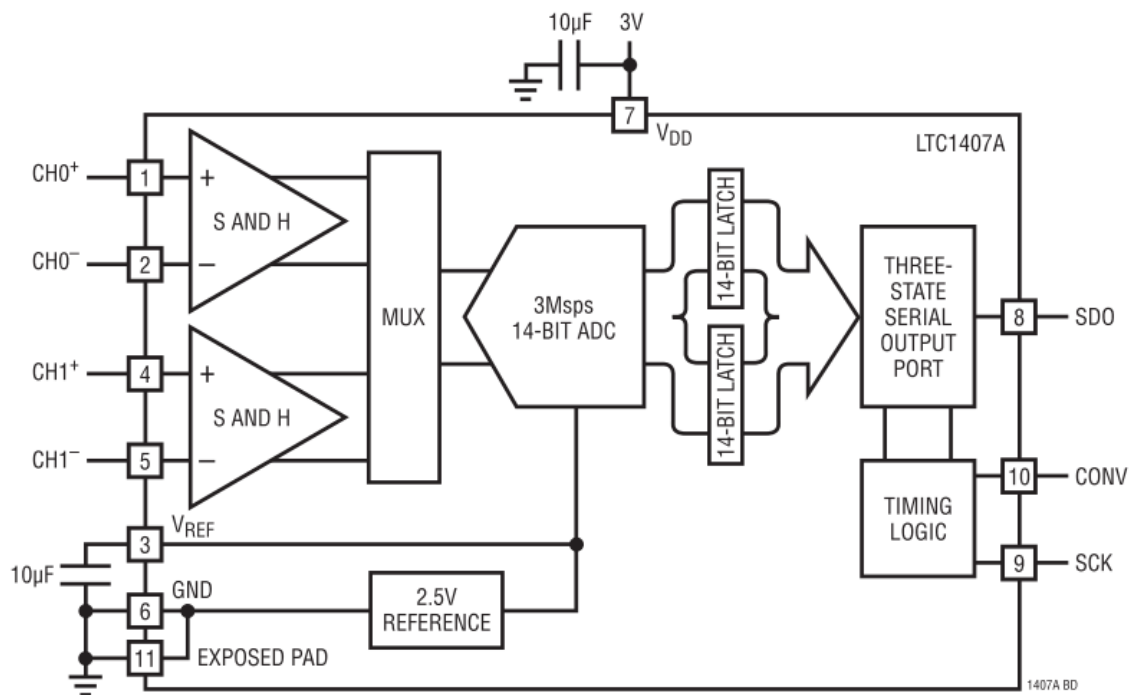 10µF
3V
7
VDD
LTC1407A
CH0+
1
+
S AND H
CH0−
2
−
MUX
3Msps
14-BIT ADC
14-BIT LATCH
14-BIT LATCH
THREE-
STATE
SERIAL
OUTPUT
PORT
8
SDO
CH1+
4
+
S AND H
CH1−
5
−
10
CONV
TIMING
LOGIC
9
SCK
VREF
3
10µF
6
GND
2.5V
REFERENCE
11
EXPOSED PAD
1407A BD